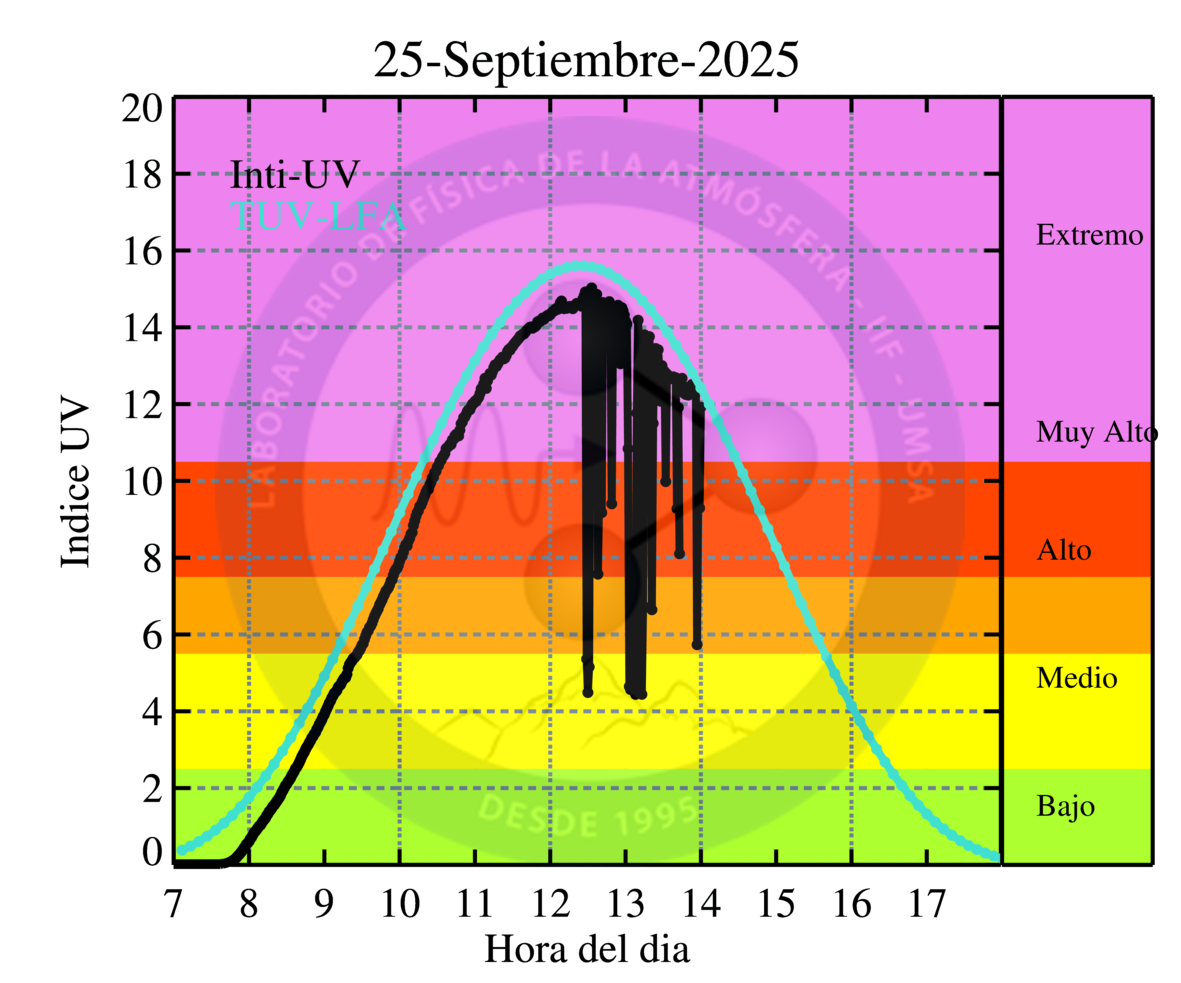 25-Septiembre-2025
Inti-UV
TUV-LFA
LABORATORIO DE FÍSICA DE LA ATMÓSFERA - IIF - UMSA
DESDE 1995
Indice UV
20
18
16
14
12
10
8
6
4
2
0
7 8 9 10 11 12 13 14 15 16 17
Hora del dia
Extremo
Muy Alto
Alto
Medio
Bajo